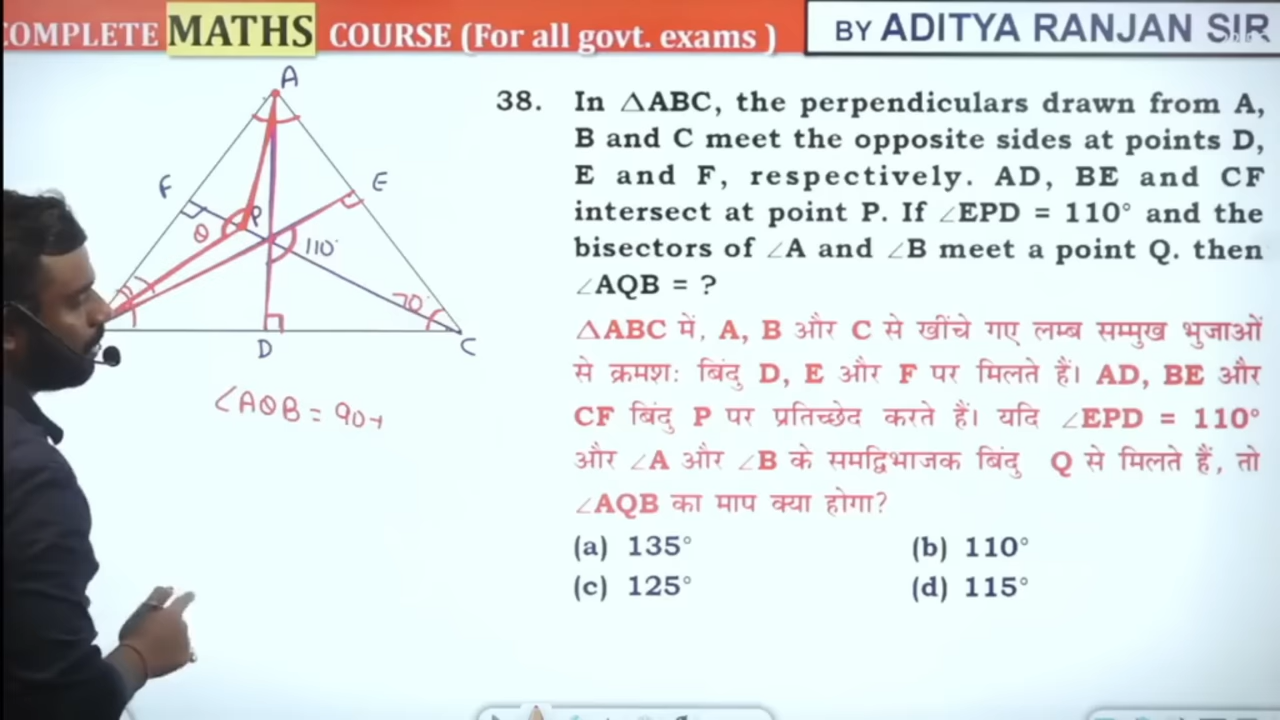 COMPLETE MATHS COURSE (For all govt. exams )
BY ADITYA RANJAN SIR
A
F
E
P
Q
110°
70°
D
C
∠AQB = 90+
38. In △ABC, the perpendiculars drawn from A,
B and C meet the opposite sides at points D,
E and F, respectively. AD, BE and CF
intersect at point P. If ∠EPD = 110° and the
bisectors of ∠A and ∠B meet a point Q. then
∠AQB = ?
△ABC में, A, B और C से खींचे गए लम्ब सम्मुख भुजाओं
से क्रमश: बिंदु D, E और F पर मिलते हैं। AD, BE और
CF बिंदु P पर प्रतिच्छेद करते हैं। यदि ∠EPD = 110°
और ∠A और ∠B के समद्विभाजक बिंदु Q से मिलते हैं, तो
∠AQB का माप क्या होगा?
(a) 135° (b) 110°
(c) 125° (d) 115°